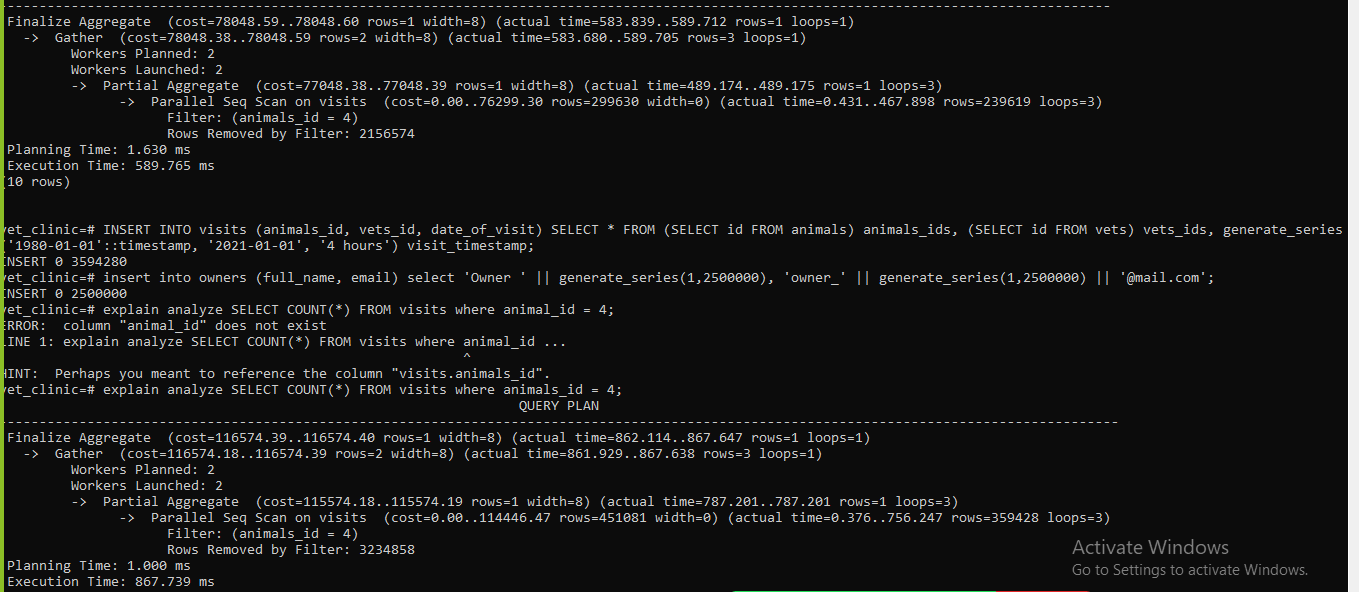 ------------------------------------------------------------------------------------------------------------------------------------------
Finalize Aggregate  (cost=78048.59..78048.60 rows=1 width=8) (actual time=583.839..589.712 rows=1 loops=1)
  ->  Gather  (cost=78048.38..78048.59 rows=2 width=8) (actual time=583.680..589.705 rows=3 loops=1)
        Workers Planned: 2
        Workers Launched: 2
        ->  Partial Aggregate  (cost=77048.38..77048.39 rows=1 width=8) (actual time=489.174..489.175 rows=1 loops=3)
              ->  Parallel Seq Scan on visits  (cost=0.00..76299.30 rows=299630 width=0) (actual time=0.431..467.898 rows=239619 loops=3)
                    Filter: (animals_id = 4)
                    Rows Removed by Filter: 2156574
Planning Time: 1.630 ms
Execution Time: 589.765 ms
(10 rows)
vet_clinic=# INSERT INTO visits (animals_id, vets_id, date_of_visit) SELECT * FROM (SELECT id FROM animals) animals_ids, (SELECT id FROM vets) vets_ids, generate_series
('1980-01-01'::timestamp, '2021-01-01', '4 hours') visit_timestamp;
INSERT 0 3594280
vet_clinic=# insert into owners (full_name, email) select 'Owner ' || generate_series(1,2500000), 'owner_' || generate_series(1,2500000) || '@mail.com';
INSERT 0 2500000
vet_clinic=# explain analyze SELECT COUNT(*) FROM visits where animal_id = 4;
ERROR:  column "animal_id" does not exist
LINE 1: explain analyze SELECT COUNT(*) FROM visits where animal_id ...
^
HINT:  Perhaps you meant to reference the column "visits.animals_id".
vet_clinic=# explain analyze SELECT COUNT(*) FROM visits where animals_id = 4;
QUERY PLAN
-------------------------------------------------------------------------------------------------------------------------------------------
Finalize Aggregate  (cost=116574.39..116574.40 rows=1 width=8) (actual time=862.114..867.647 rows=1 loops=1)
  ->  Gather  (cost=116574.18..116574.39 rows=2 width=8) (actual time=861.929..867.638 rows=3 loops=1)
        Workers Planned: 2
        Workers Launched: 2
        ->  Partial Aggregate  (cost=115574.18..115574.19 rows=1 width=8) (actual time=787.201..787.201 rows=1 loops=3)
              ->  Parallel Seq Scan on visits  (cost=0.00..114446.47 rows=451081 width=0) (actual time=0.376..756.247 rows=359428 loops=3)
                    Filter: (animals_id = 4)
                    Rows Removed by Filter: 3234858
Planning Time: 1.000 ms
Execution Time: 867.739 ms
Activate Windows
Go to Settings to activate Windows.